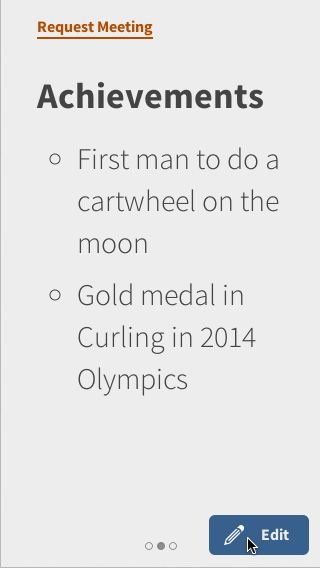 Request Meeting
Achievements
First man to do a
cartwheel on the
moon
Gold medal in
Curling in 2014
Olympics
Edit